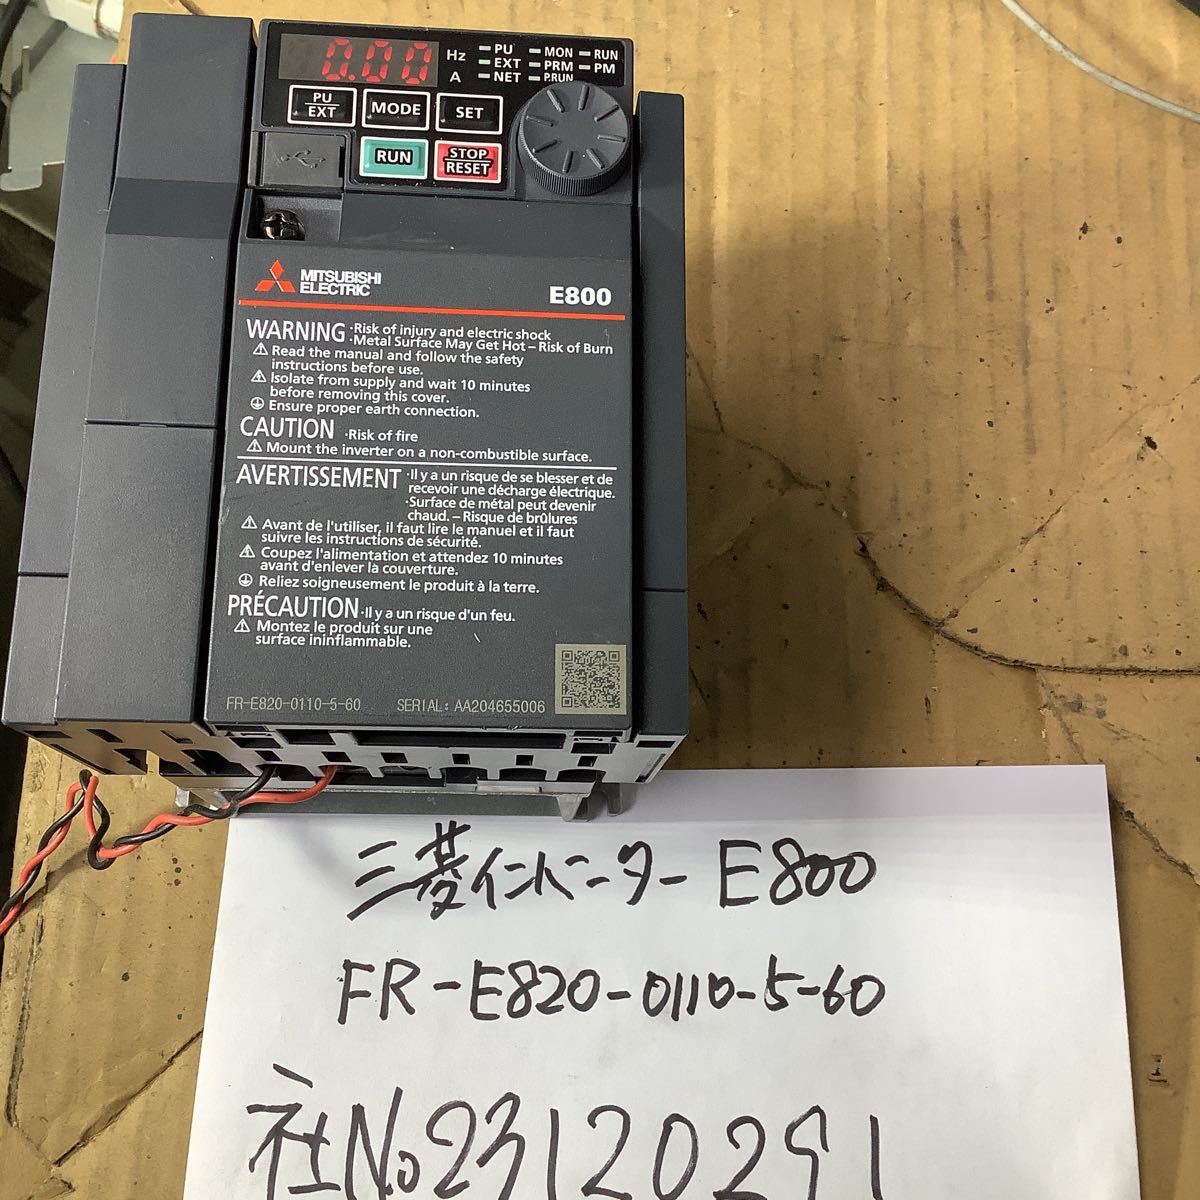 0.00
Hz
A
PU
EXT
NET
MON
PRM
P.RUN
RUN
PM
PU
EXT
MODE
SET
RUN
STOP
RESET
MITSUBISHI
ELECTRIC
E800
WARNING ·Risk of injury and electric shock
·Metal Surface May Get Hot – Risk of Burn
Read the manual and follow the safety
instructions before use.
Isolate from supply and wait 10 minutes
before removing this cover.
Ensure proper earth connection.
CAUTION ·Risk of fire
Mount the inverter on a non-combustible surface.
AVERTISSEMENT ·Il y a un risque de se blesser et de
recevoir une décharge électrique.
·Surface de métal peut devenir
chaud. – Risque de brûlures
Avant de l'utiliser, il faut lire le manuel et il faut
suivre les instructions de sécurité.
Coupez l'alimentation et attendez 10 minutes
avant d'enlever la couverture.
Reliez soigneusement le produit à la terre.
PRÉCAUTION ·Il y a un risque d'un feu.
Montez le produit sur une
surface ininflammable.
FR-E820-0110-5-60 SERIAL: AA204655006
三菱インバーター E800
FR-E820-0110-5-60
社No23120291